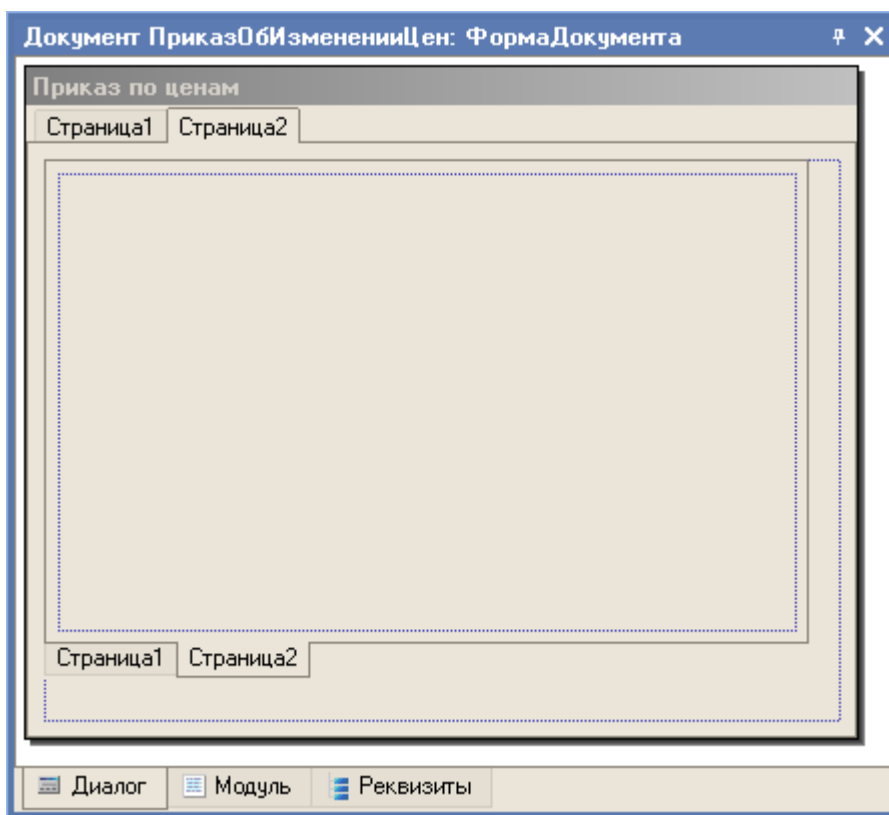 Документ ПриказОбИзмененииЦен: ФормаДокумента
Приказ по ценам
Страница1 Страница2
Страница1 Страница2
Диалог Модуль Реквизиты